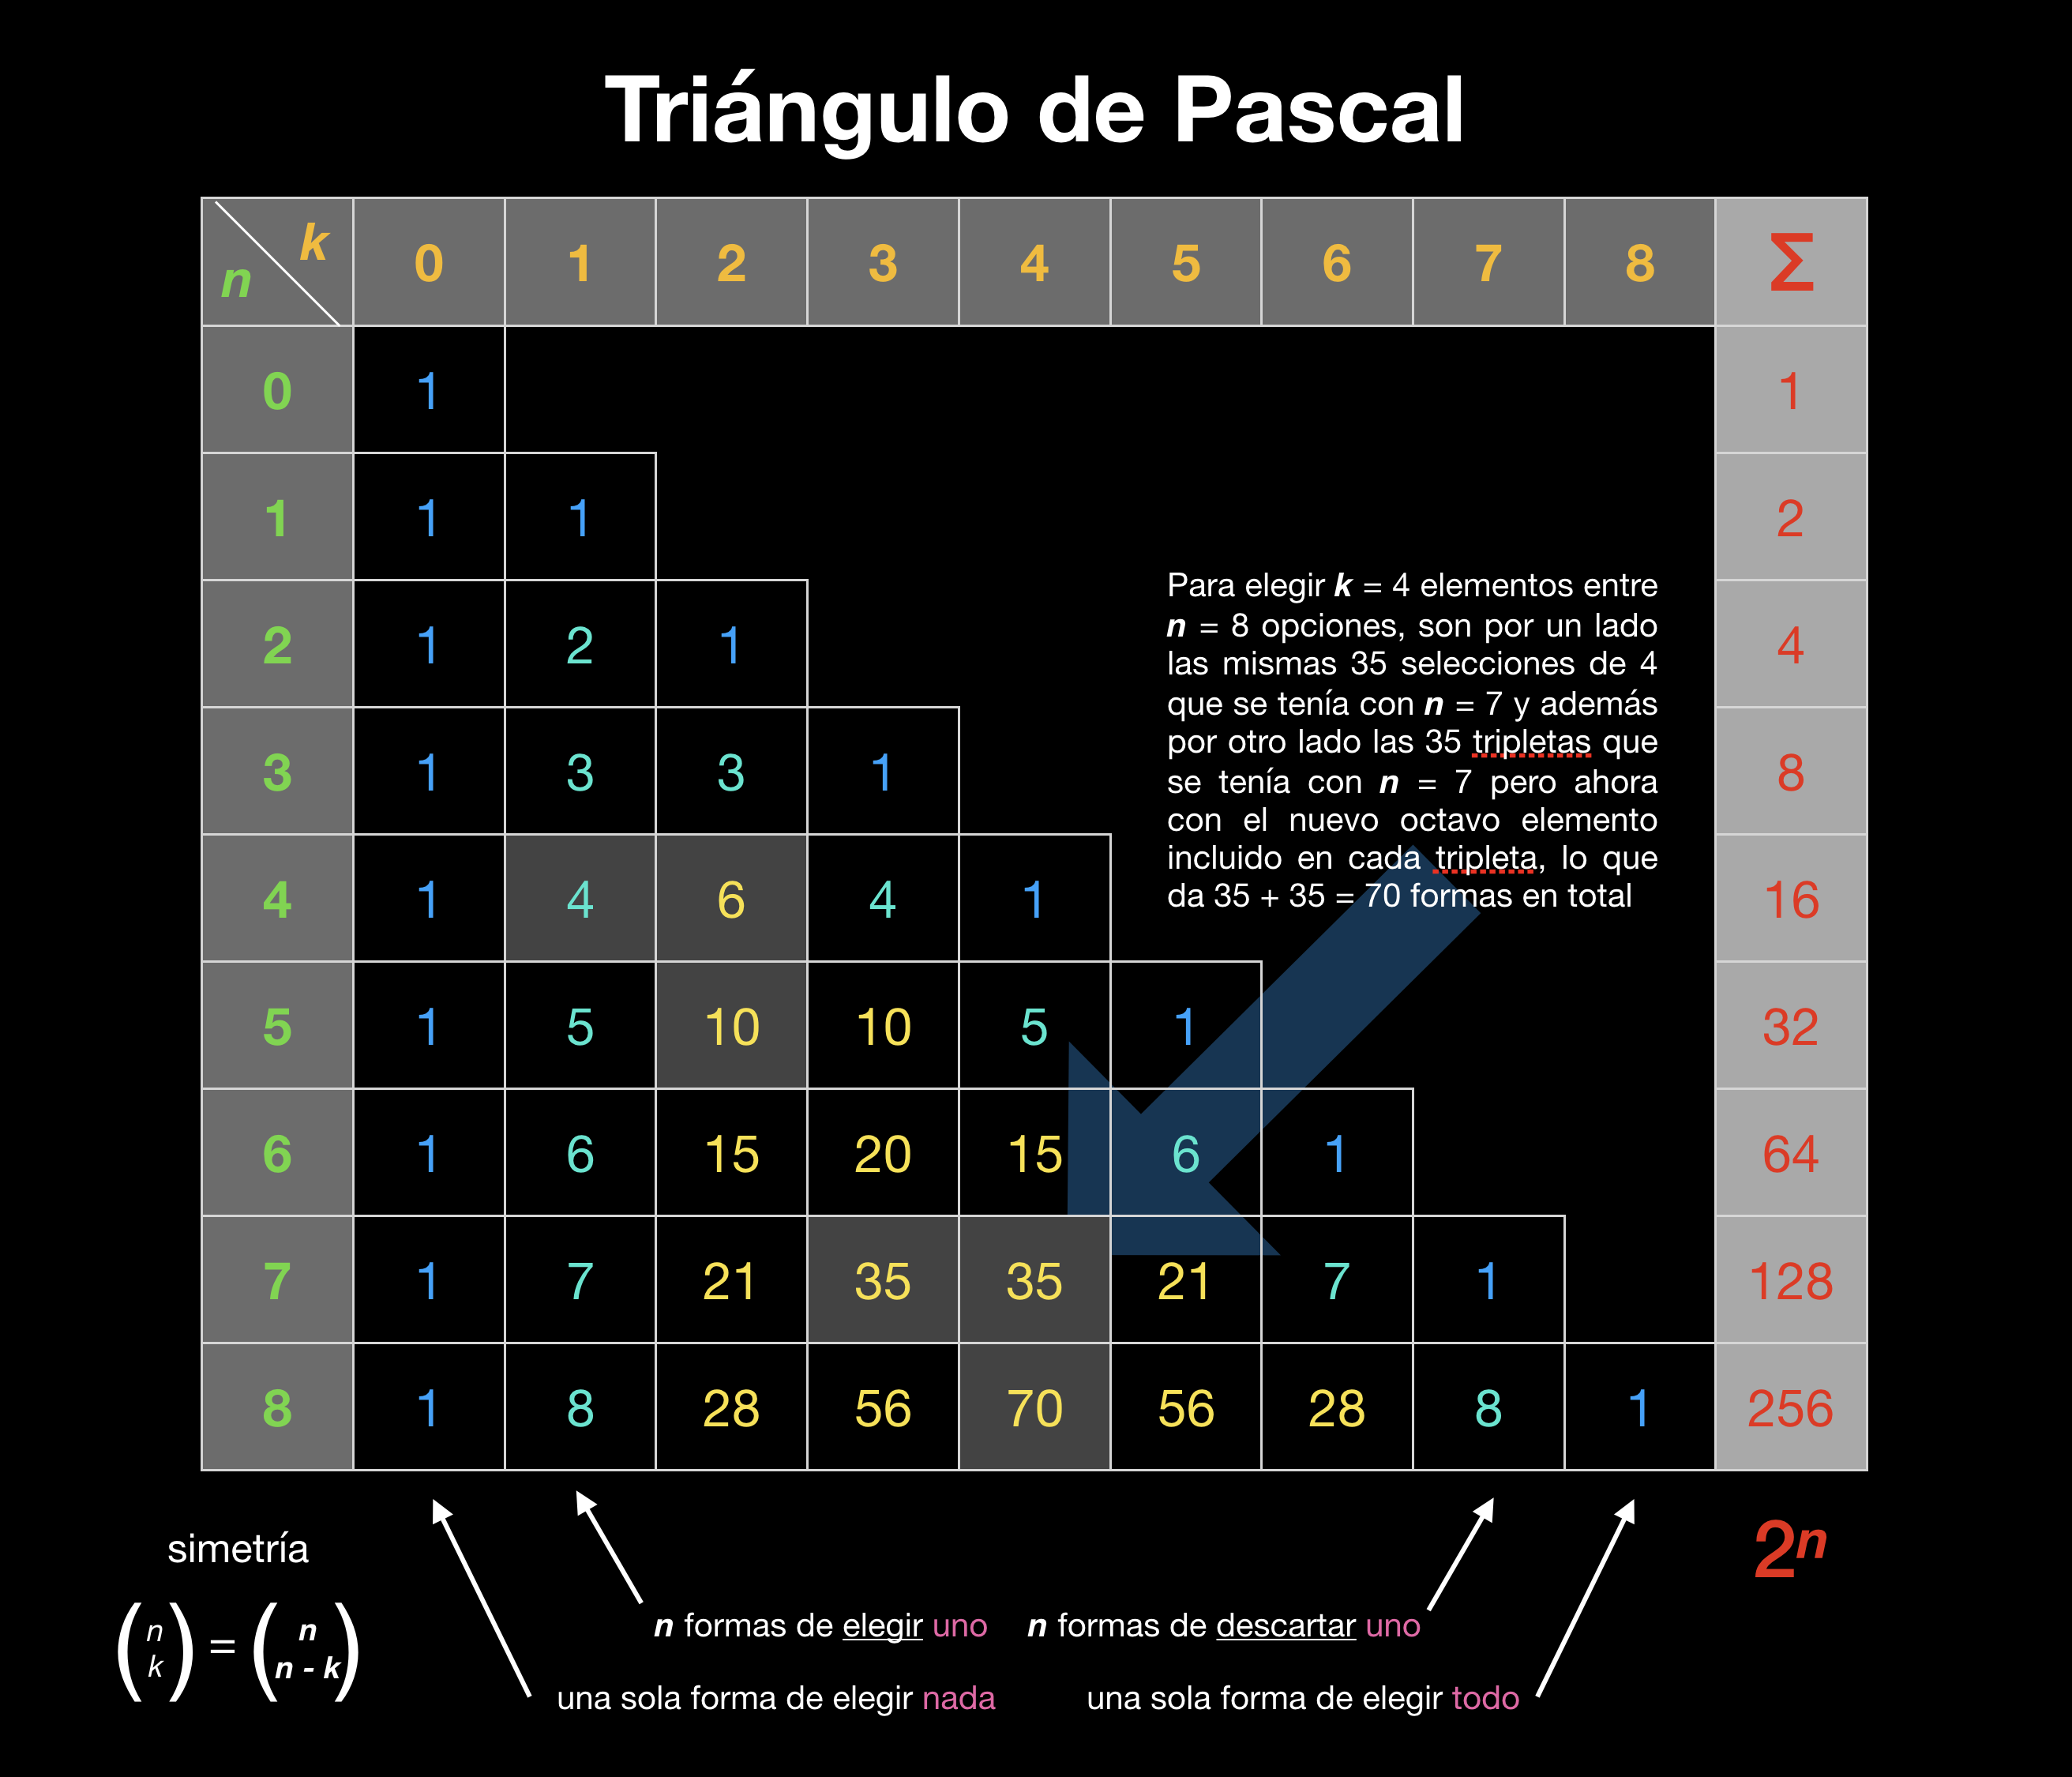 Triángulo de Pascal
n k 0 1 2 3 4 5 6 7 8 Σ
0 1 1
1 1 1 2
2 1 2 1 4
3 1 3 3 1 8
4 1 4 6 4 1 16
5 1 5 10 10 5 1 32
6 1 6 15 20 15 6 1 64
7 1 7 21 35 35 21 7 1 128
8 1 8 28 56 70 56 28 8 1 256
Para elegir k = 4 elementos entre
n = 8 opciones, son por un lado
las mismas 35 selecciones de 4
que se tenía con n = 7 y además
por otro lado las 35 tripletas que
se tenía con n = 7 pero ahora
con el nuevo octavo elemento
incluido en cada tripleta, lo que
da 35 + 35 = 70 formas en total
simetría
(n k) = (n n - k)
n formas de elegir uno
n formas de descartar uno
una sola forma de elegir nada
una sola forma de elegir todo
2ⁿ